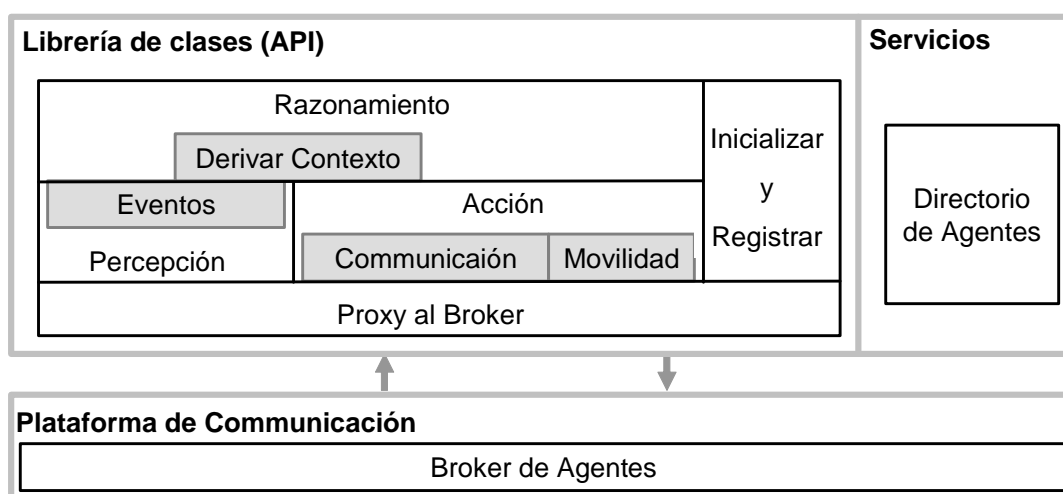 Librería de clases (API)
Servicios
Razonamiento
Derivar Contexto
Inicializar
y
Registrar
Eventos
Acción
Percepción
Communicaión
Movilidad
Proxy al Broker
Directorio
de Agentes
Plataforma de Communicación
Broker de Agentes